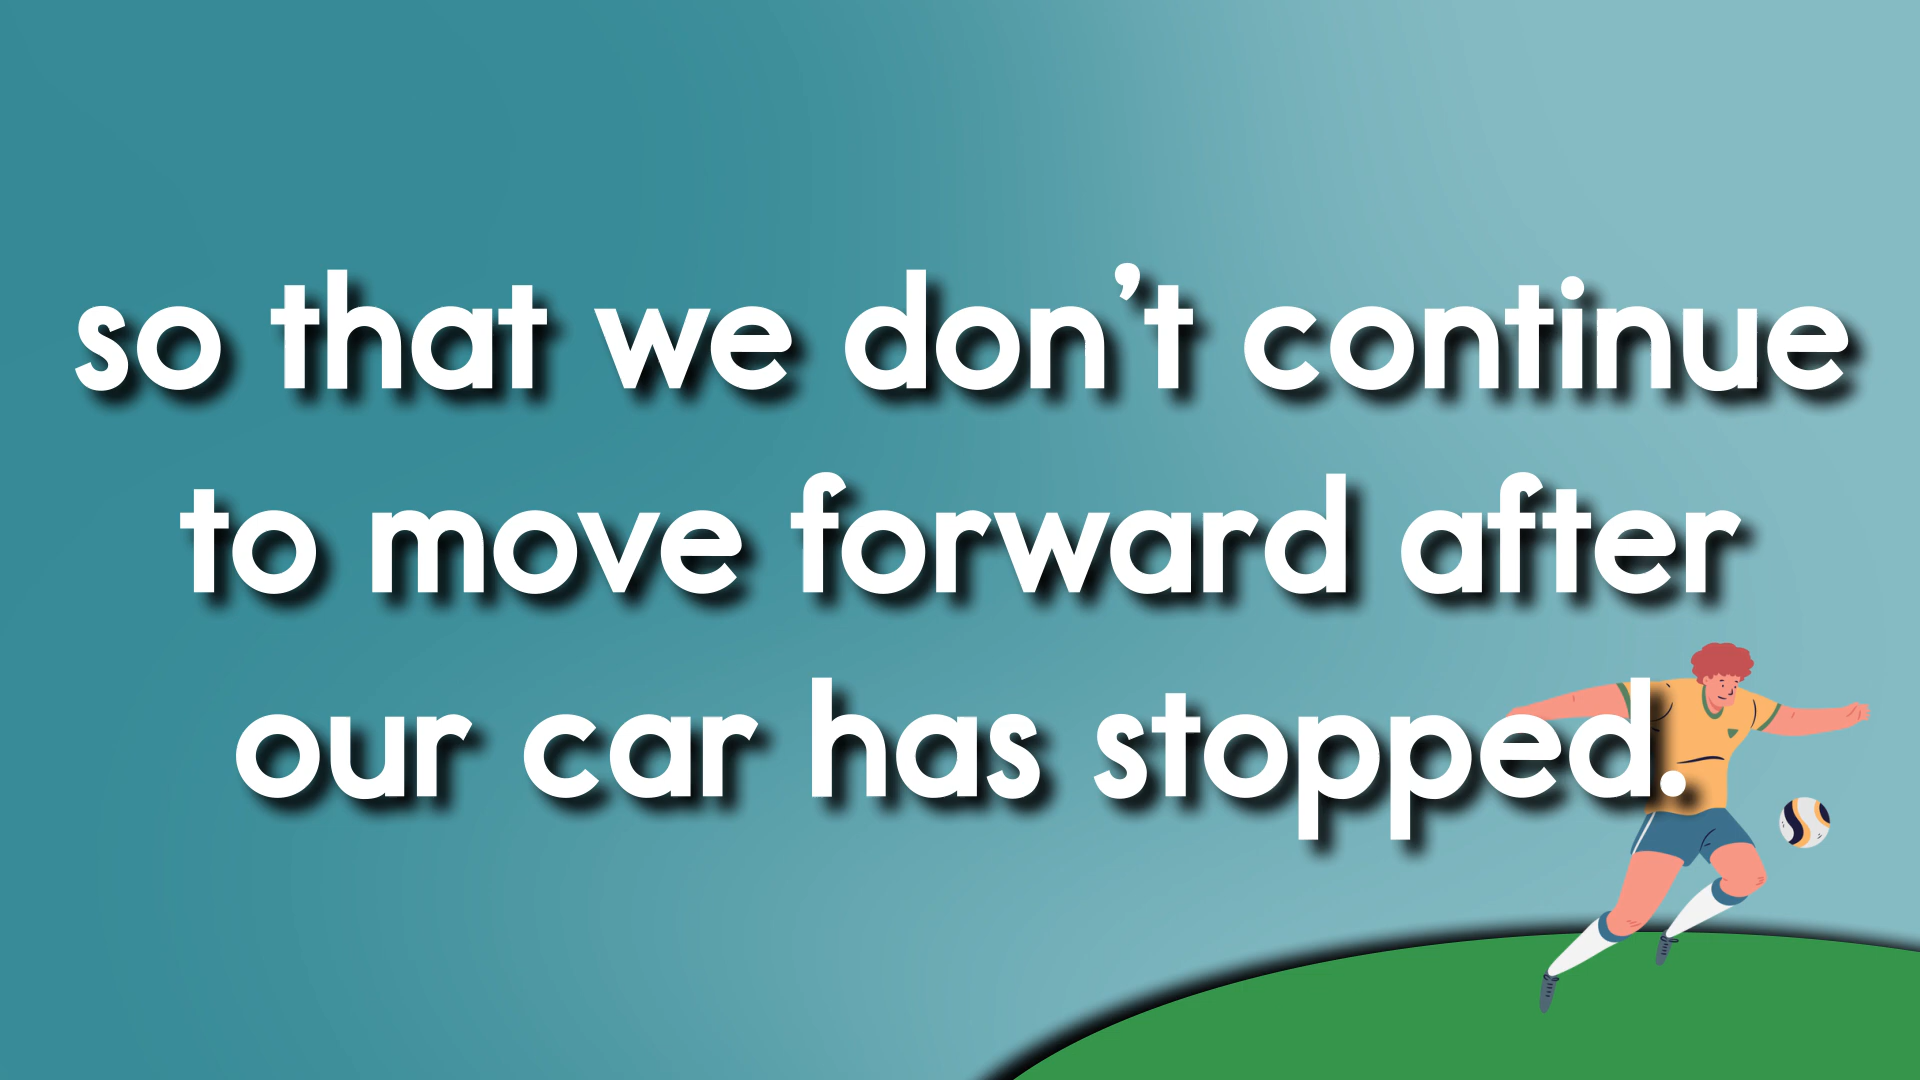 so that we don’t continue
to move forward after
our car has stopped.